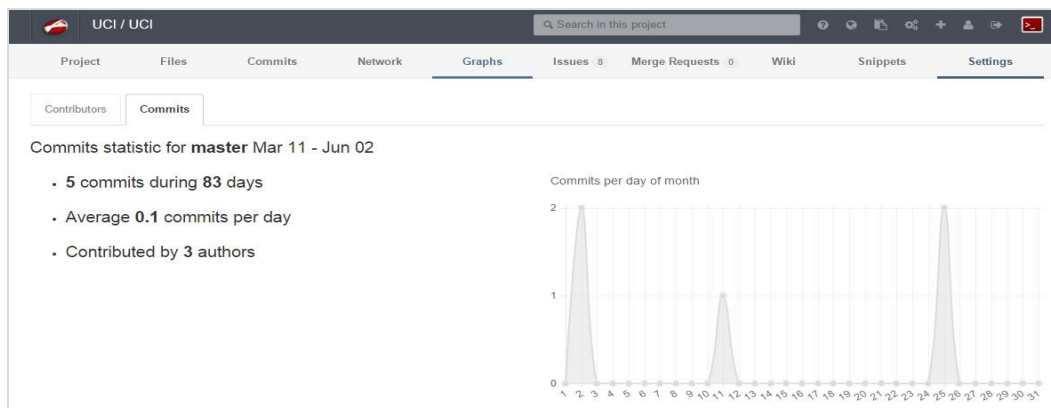 UCI / UCI
Search in this project
Project Files Commits Network Graphs Issues 8 Merge Requests 0 Wiki Snippets Settings
Contributors Commits
Commits statistic for master Mar 11 - Jun 02
• 5 commits during 83 days
• Average 0.1 commits per day
• Contributed by 3 authors
Commits per day of month
2
1
0
1 2 3 4 5 6 7 8 9 10 11 12 13 14 15 16 17 18 19 20 21 22 23 24 25 26 27 28 29 30 31